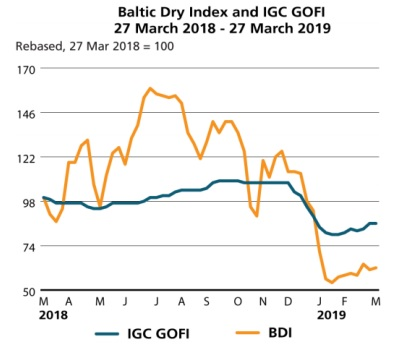 Baltic Dry Index and IGC GOFI
27 March 2018 - 27 March 2019
Rebased, 27 Mar 2018 = 100
170
146
122
98
74
50
M A M J J A S O N D J F M
2018 2019
IGC GOFI BDI